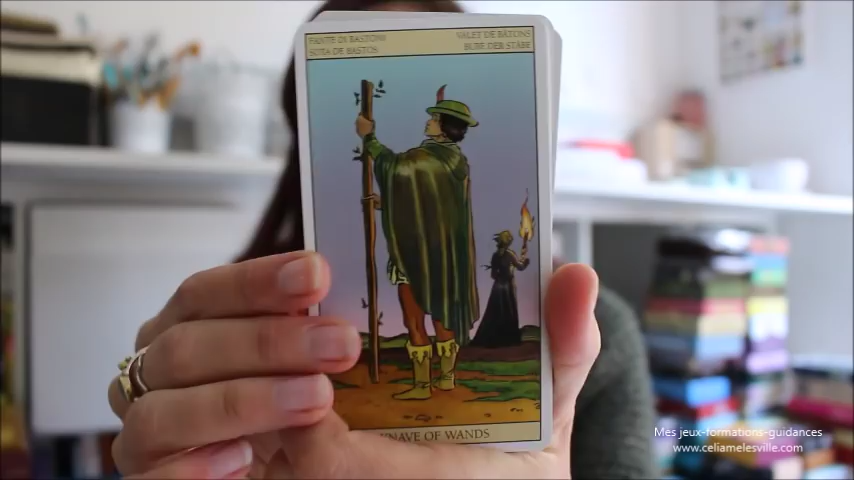 FANTE DI BASTONI
SOTA DE BASTOS
VALET DE BÂTONS
BUBE DER STÄBE
KNAVE OF WANDS
Mes jeux-formations-guidances
www.celiamelesville.com